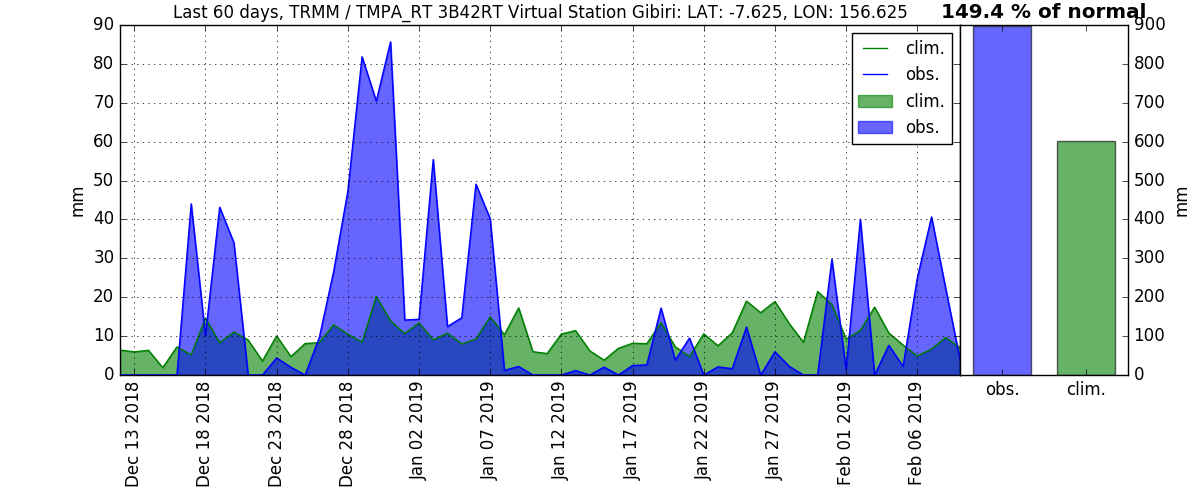 Last 60 days, TRMM / TMPA_RT 3B42RT Virtual Station Gibiri: LAT: -7.625, LON: 156.625
149.4 % of normal
90
80
70
60
50
40
30
20
10
0
mm
clim.
obs.
clim.
obs.
900
800
700
600
500
400
300
200
100
0
mm
Dec 13 2018
Dec 18 2018
Dec 23 2018
Dec 28 2018
Jan 02 2019
Jan 07 2019
Jan 12 2019
Jan 17 2019
Jan 22 2019
Jan 27 2019
Feb 01 2019
Feb 06 2019
obs.
clim.